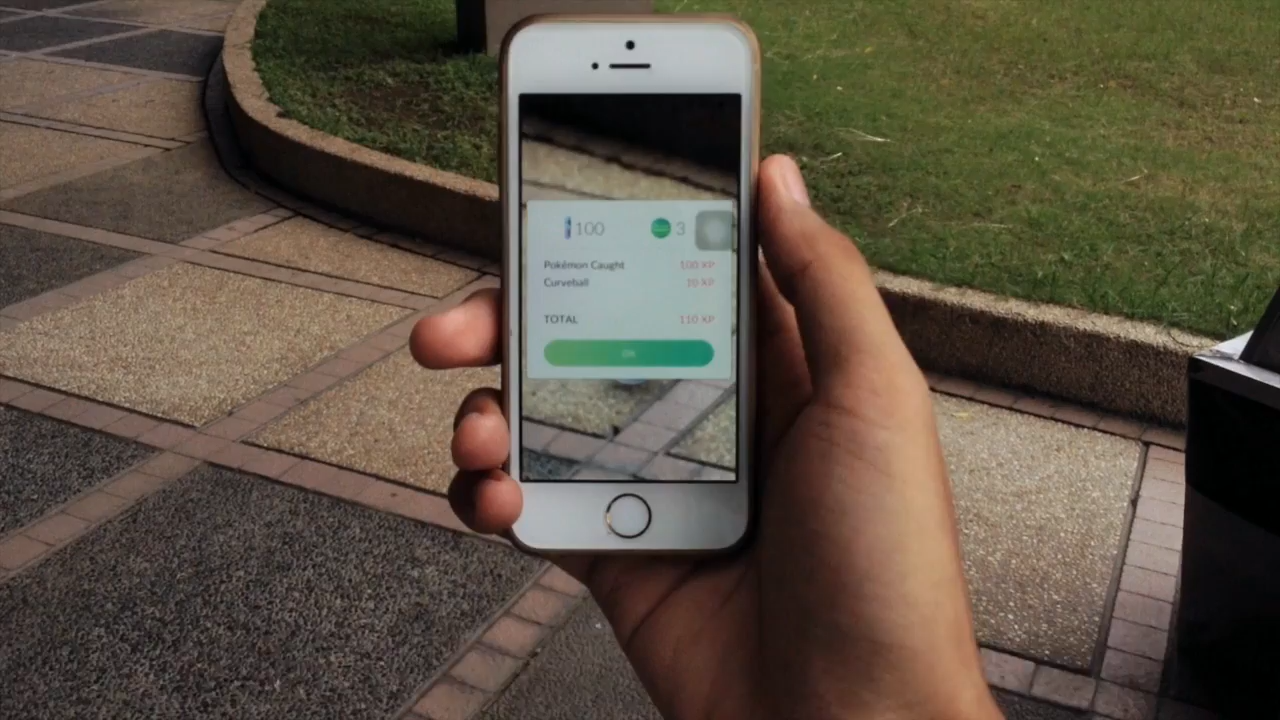 100 3
Pokémon Caught 100 XP
Curveball 10 XP
TOTAL 110 XP
OK